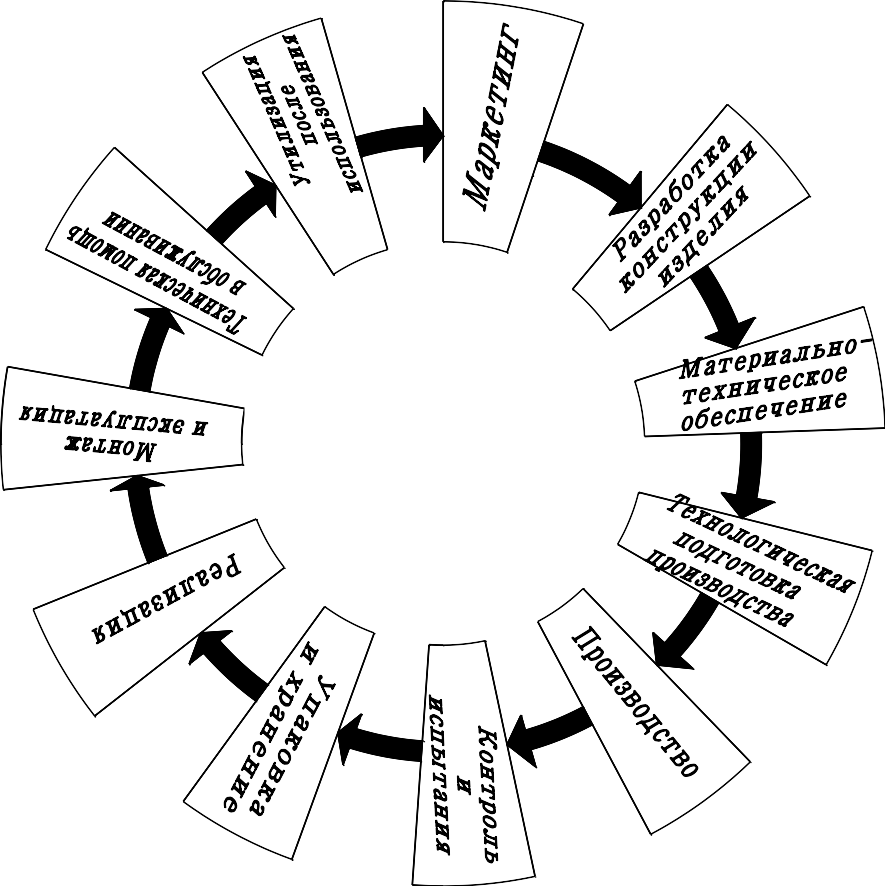 Маркетинг
Разработка
конструкции
изделия
Материально-
техническое
обеспечение
Технологическая
подготовка
производства
Производство
Контроль
и
испытания
Упаковка
и хранение
Реализация
Монтаж
и эксплуатация
Техническая помощь
в обслуживании
Утилизация
после
использования